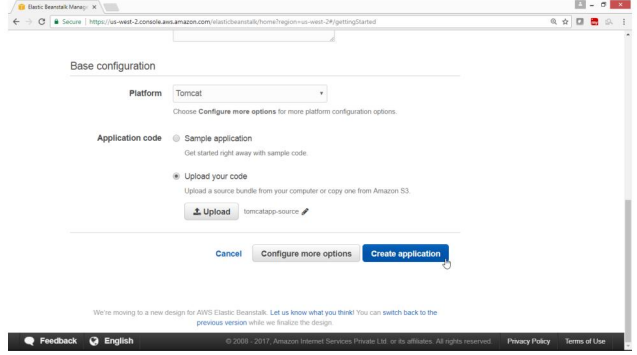 Elastic Beanstalk Manage
Secure | https://us-west-2.console.aws.amazon.com/elasticbeanstalk/home?region=us-west-2#/gettingStarted
Base configuration
Platform Tomcat
Choose Configure more options for more platform configuration options.
Application code Sample application
Get started right away with sample code.
Upload your code
Upload a source bundle from your computer or copy one from Amazon S3.
Upload tomcatapp-source
Cancel Configure more options Create application
We're moving to a new design for AWS Elastic Beanstalk. Let us know what you think! You can switch back to the
previous version while we finalize the design.
Feedback English © 2008 - 2017, Amazon Internet Services Private Ltd. or its affiliates. All rights reserved. Privacy Policy Terms of Use